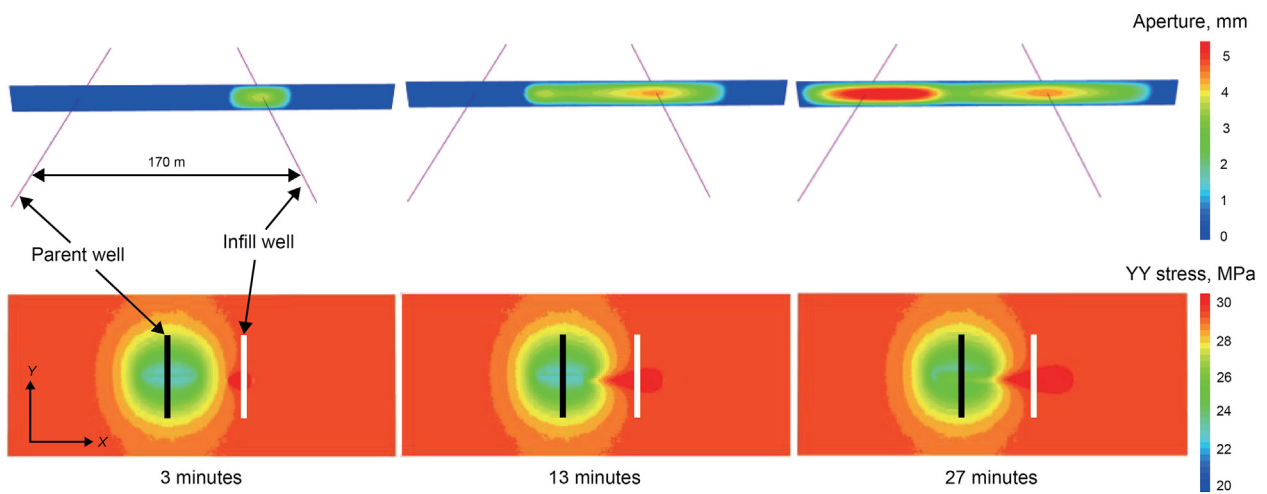 Aperture, mm
5
4
3
2
1
0
170 m
Parent well
Infill well
YY stress, MPa
30
28
26
24
22
20
Y
X
3 minutes
13 minutes
27 minutes